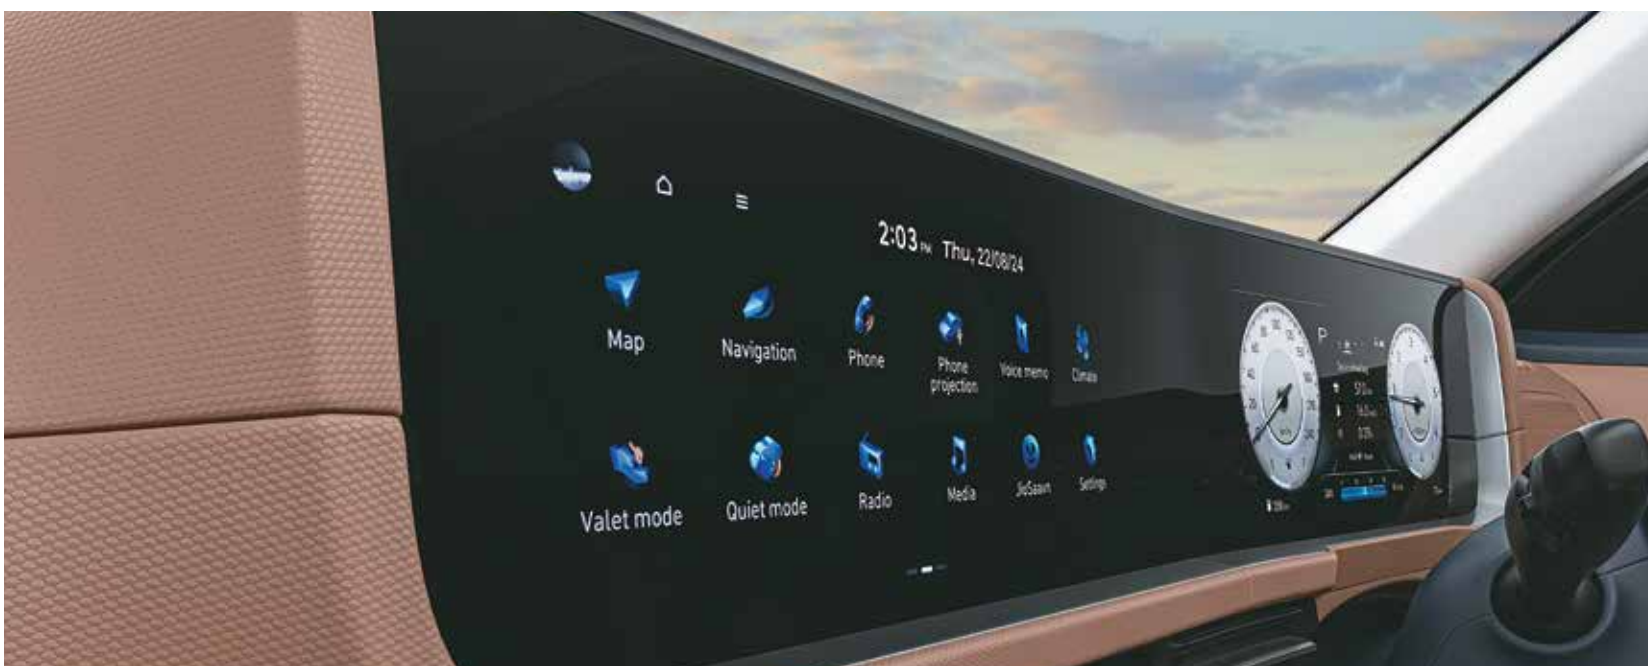 2:03 PM Thu, 22/08/24
Map Navigation Phone Phone projection Voice memo Climate
Valet mode Quiet mode Radio Media JioSaavn Settings
P